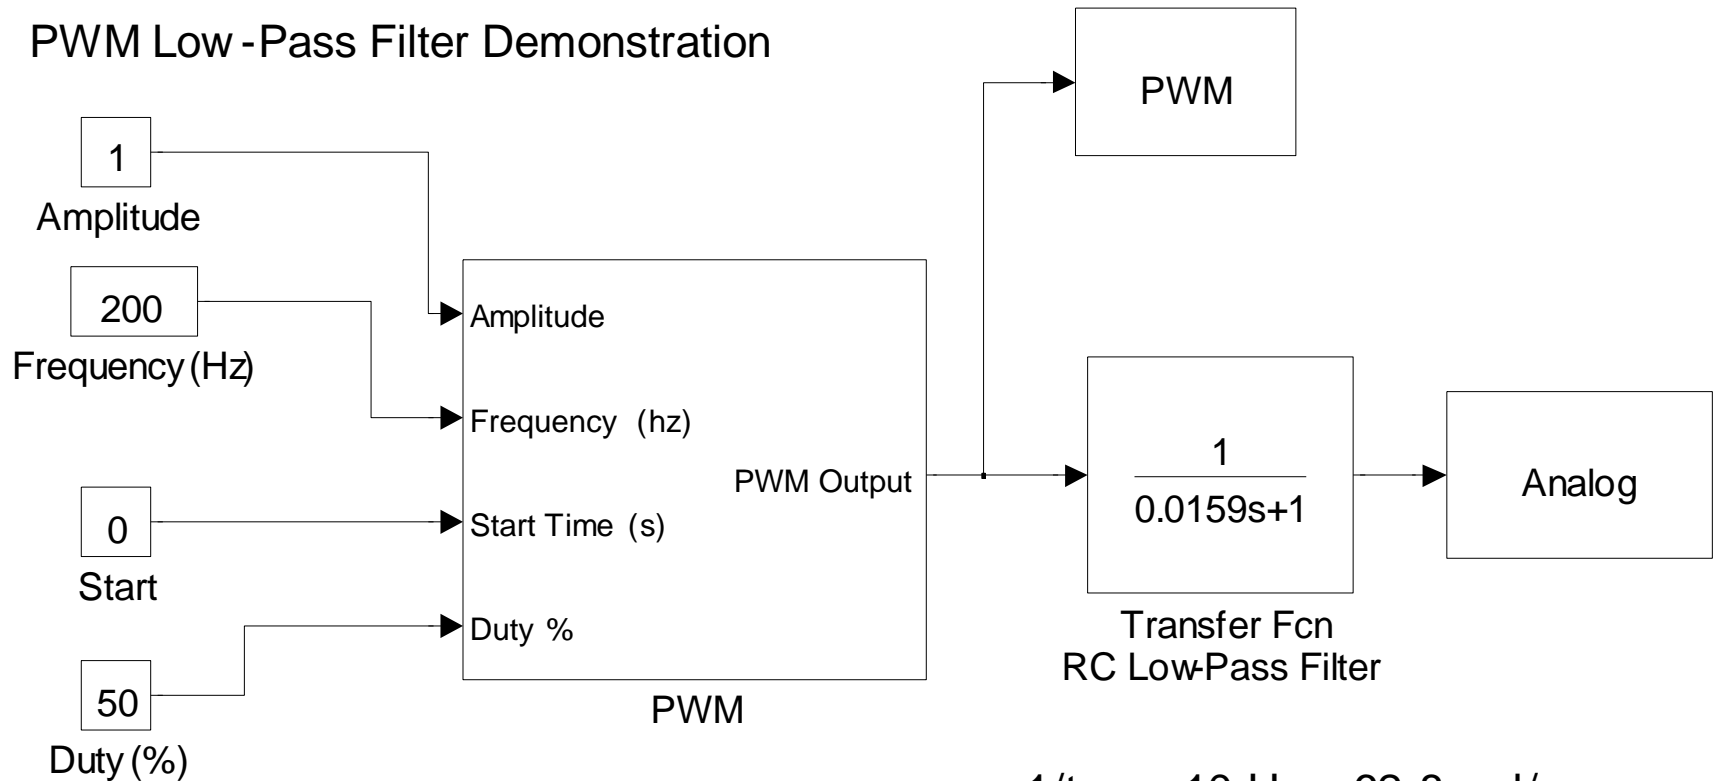 PWM Low-Pass Filter Demonstration
PWM
1
Amplitude
200
Frequency (Hz)
0
Start
50
Duty (%)
Amplitude
Frequency (hz)
Start Time (s)
Duty %
PWM Output
PWM
1
0.0159s+1
Transfer Fcn
RC Low-Pass Filter
Analog